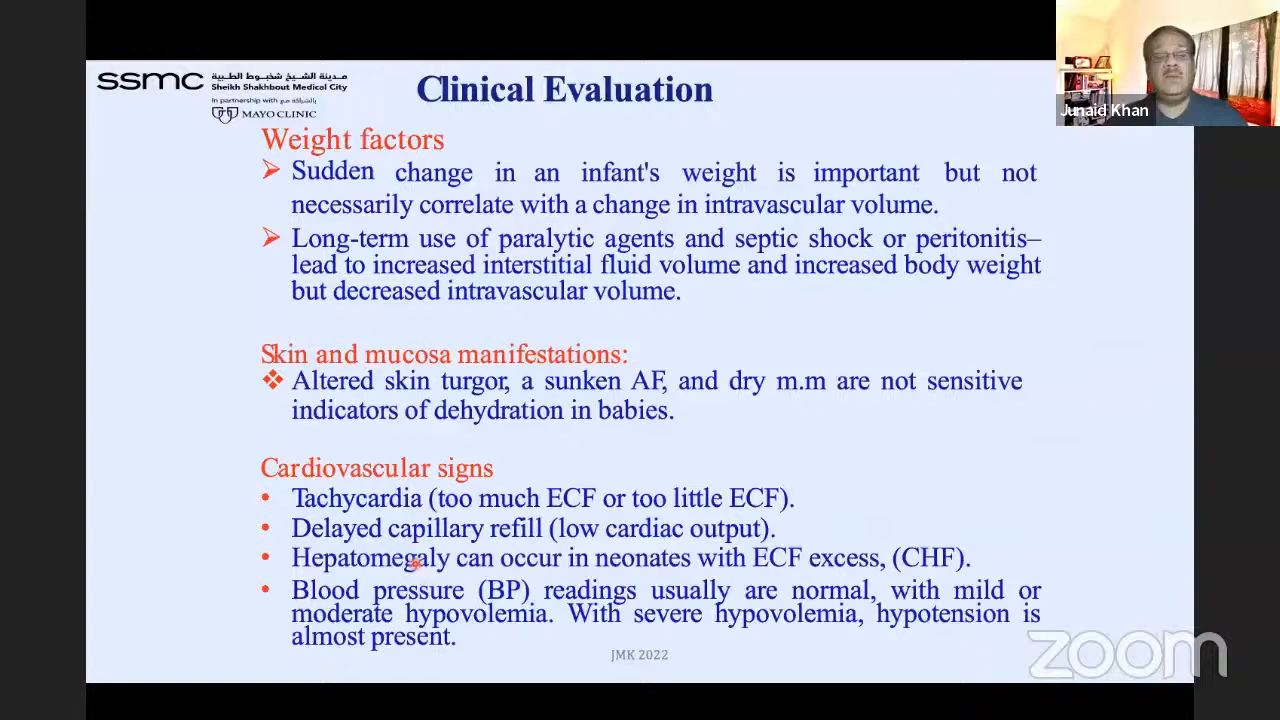 ssmc
مدينة الشيخ شخبوط الطبية
Sheikh Shakhbout Medical City
In partnership with بالشراكة مع
MAYO CLINIC
Clinical Evaluation
Junaid Khan
Weight factors
Sudden change in an infant's weight is important but not
necessarily correlate with a change in intravascular volume.
Long-term use of paralytic agents and septic shock or peritonitis–
lead to increased interstitial fluid volume and increased body weight
but decreased intravascular volume.
Skin and mucosa manifestations:
Altered skin turgor, a sunken AF, and dry m.m are not sensitive
indicators of dehydration in babies.
Cardiovascular signs
• Tachycardia (too much ECF or too little ECF).
• Delayed capillary refill (low cardiac output).
• Hepatomegaly can occur in neonates with ECF excess, (CHF).
• Blood pressure (BP) readings usually are normal, with mild or
moderate hypovolemia. With severe hypovolemia, hypotension is
almost present.
JMK 2022
zoom